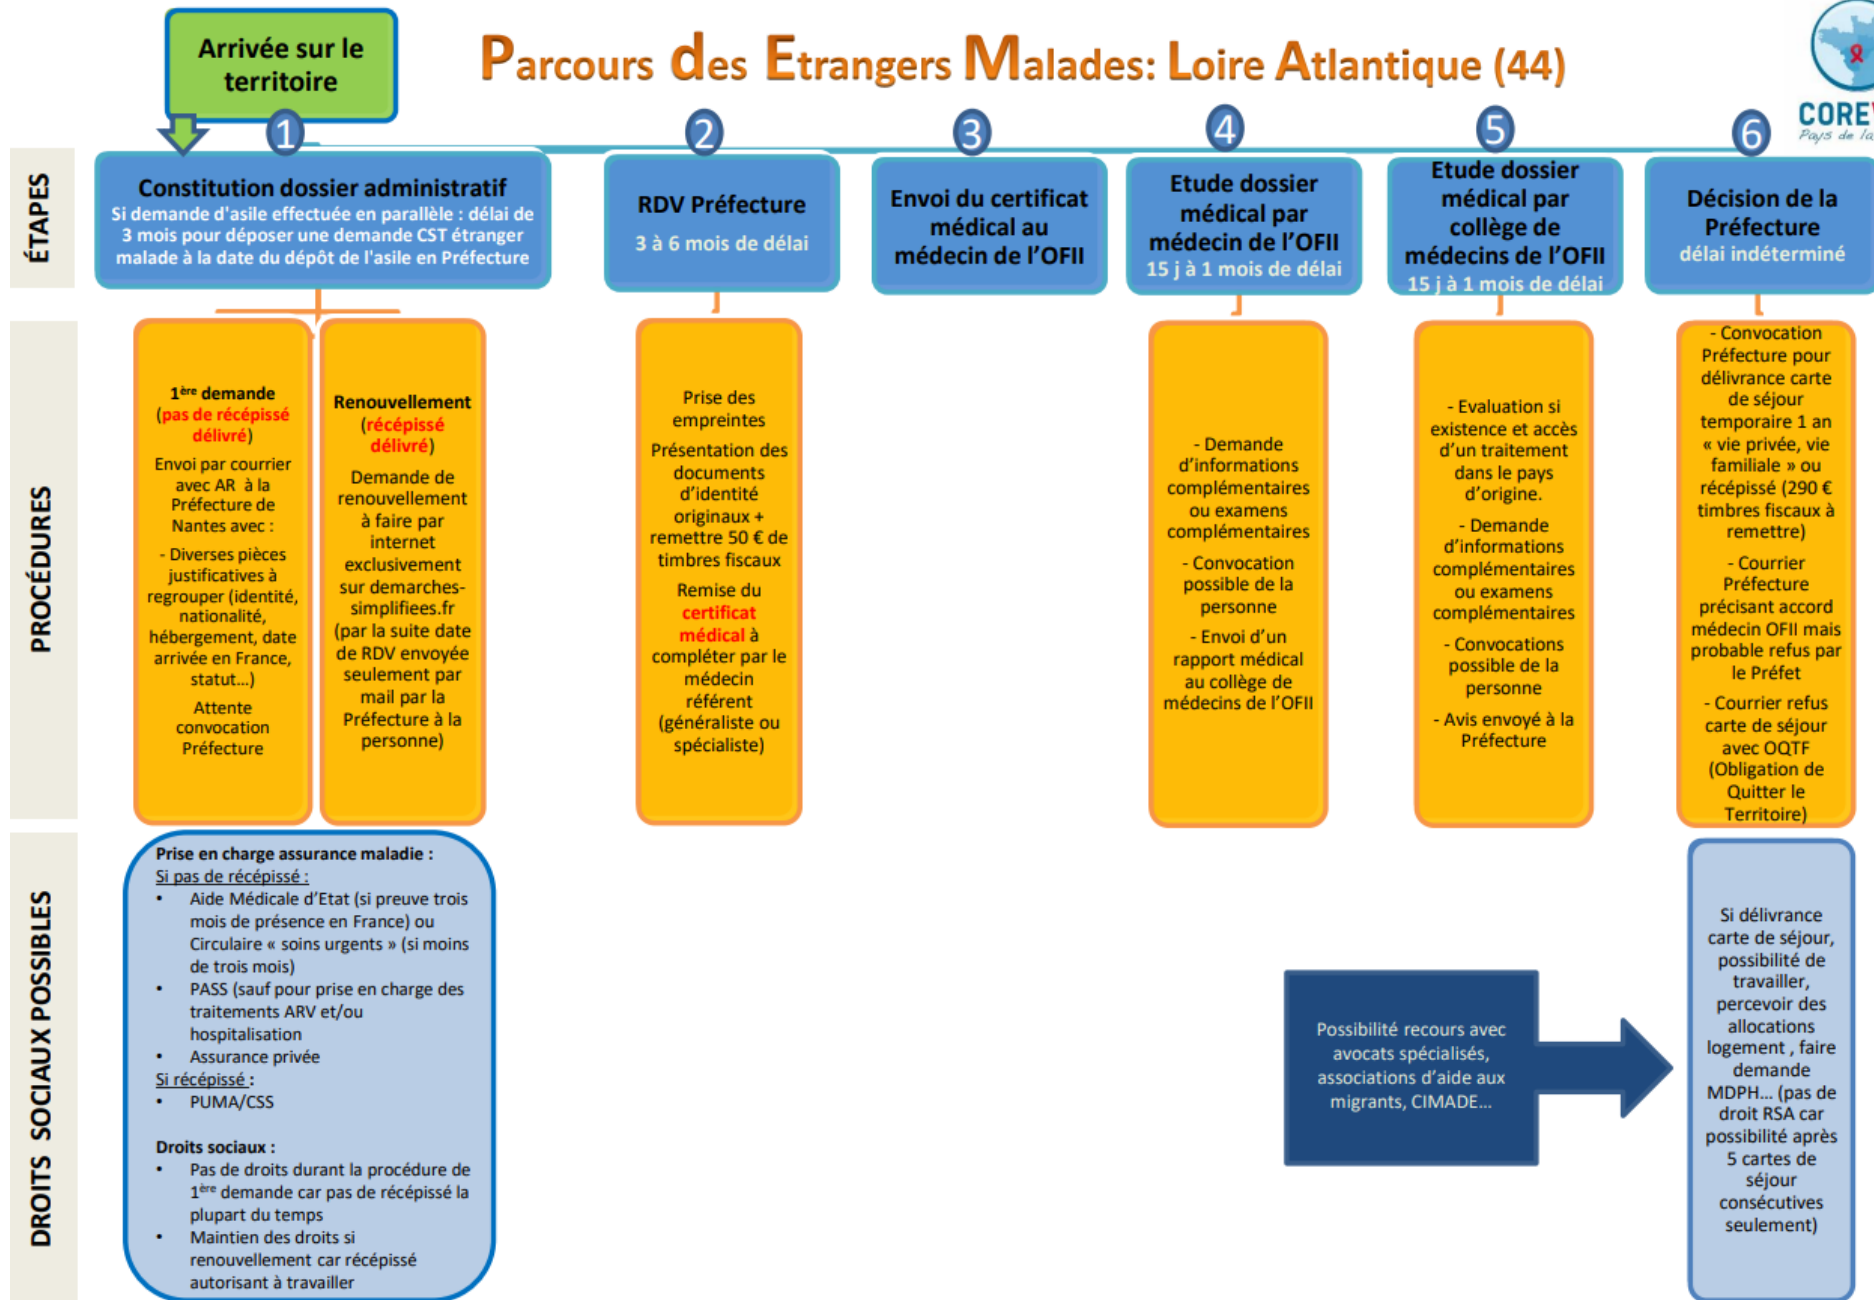 Arrivée sur le
territoire
Parcours des Etrangers Malades: Loire Atlantique (44)
Pays de
1
2
3
4
5
6
ÉTAPES
Constitution dossier administratif
Si demande d'asile effectuée en parallèle : délai de
3 mois pour déposer une demande CST étranger
malade à la date du dépôt de l'asile en Préfecture
RDV Préfecture
3 à 6 mois de délai
Envoi du certificat
médical au
médecin de l'OFII
Etude dossier
médical par
médecin de l'OFII
15 j à 1 mois de délai
Etude dossier
médical par
collège de
médecins de l'OFII
15 j à 1 mois de délai
Décision de la
Préfecture
délai indéterminé
PROCÉDURES
1ère demande
(pas de récépissé
délivré)
Envoi par courrier
avec AR à la
Préfecture de
Nantes avec :
- Diverses pièces
justificatives à
regrouper (identité,
nationalité,
hébergement, date
arrivée en France,
statut...)
Attente
convocation
Préfecture
Renouvellement
(récépissé
délivré)
Demande de
renouvellement
à faire par
internet
exclusivement
sur demarches-
simplifiees.fr
(par la suite date
de RDV envoyée
seulement par
mail par la
Préfecture à la
personne)
Prise des
empreintes
Présentation des
documents
d'identité
originaux +
remettre 50 € de
timbres fiscaux
Remise du
certificat
médical à
compléter par le
médecin
référent
(généraliste ou
spécialiste)
- Demande
d'informations
complémentaires
ou examens
complémentaires
- Convocation
possible de la
personne
- Envoi d'un
rapport médical
au collège de
médecins de l'OFII
- Evaluation si
existence et accès
d'un traitement
dans le pays
d'origine.
- Demande
d'informations
complémentaires
ou examens
complémentaires
- Convocations
possible de la
personne
- Avis envoyé à la
Préfecture
- Convocation
Préfecture pour
délivrance carte
de séjour
temporaire 1 an
« vie privée, vie
familiale » ou
récépissé (290 €
timbres fiscaux à
remettre)
- Courrier
Préfecture
précisant accord
médecin OFII mais
probable refus par
le Préfet
- Courrier refus
carte de séjour
avec OQTF
(Obligation de
Quitter le
Territoire)
DROITS SOCIAUX POSSIBLES
Prise en charge assurance maladie :
Si pas de récépissé :
• Aide Médicale d'Etat (si preuve trois
mois de présence en France) ou
Circulaire « soins urgents » (si moins
de trois mois)
• PASS (sauf pour prise en charge des
traitements ARV et/ou
hospitalisation
• Assurance privée
Si récépissé :
• PUMA/CSS
Droits sociaux :
• Pas de droits durant la procédure de
1ère demande car pas de récépissé la
plupart du temps
• Maintien des droits si
renouvellement car récépissé
autorisant à travailler
Possibilité recours avec
avocats spécialisés,
associations d'aide aux
migrants, CIMADE...
Si délivrance
carte de séjour,
possibilité de
travailler,
percevoir des
allocations
logement , faire
demande
MDPH... (pas de
droit RSA car
possibilité après
5 cartes de
séjour
consécutives
seulement)